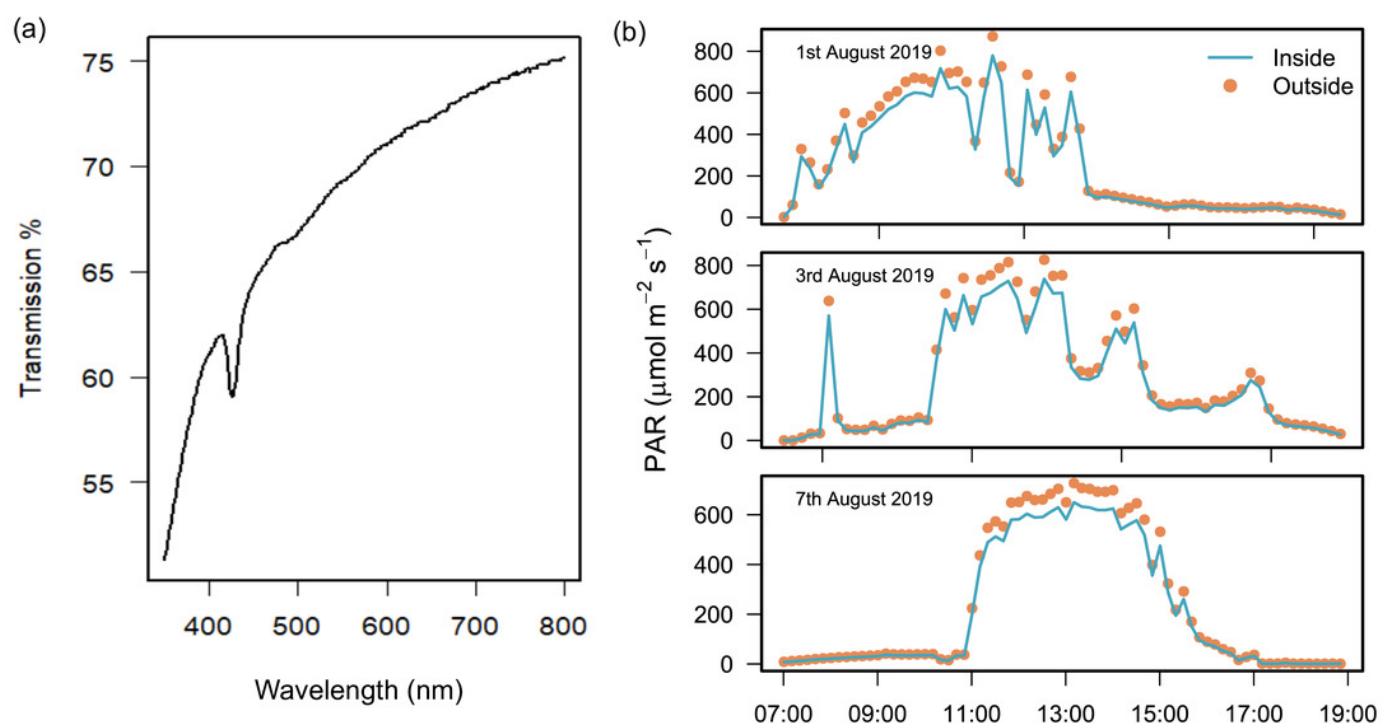 (a)
75
70
65
60
55
Transmission %
400 500 600 700 800
Wavelength (nm)
(b)
PAR (µmol m⁻² s⁻¹)
1st August 2019
Inside
Outside
800
600
400
200
0
3rd August 2019
800
600
400
200
0
7th August 2019
600
400
200
0
07:00 09:00 11:00 13:00 15:00 17:00 19:00